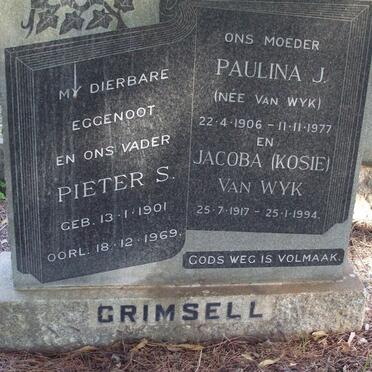 MY DIERBARE
EGGENOOT
EN ONS VADER
PIETER S.
GEB. 13·1·1901
OORL. 18·12·1969.
ONS MOEDER
PAULINA J.
(NEE VAN WYK)
22·4·1906 – 11·11·1977
EN
JACOBA (KOSIE)
VAN WYK
25·7·1917 – 25·1·1994.
GODS WEG IS VOLMAAK.
GRIMSELL